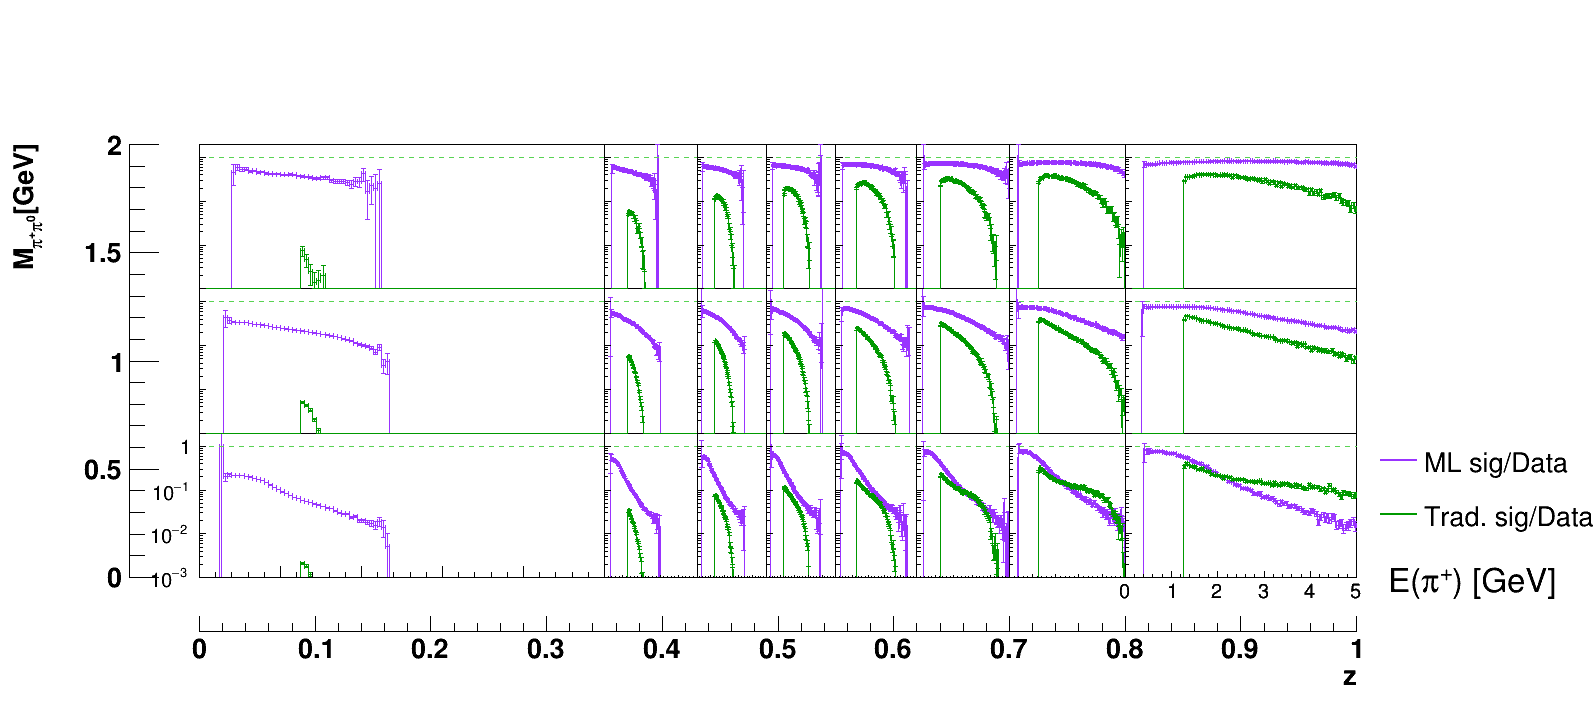 M π⁺π⁰ [GeV]
2
1.5
1
0.5
0
1
10⁻¹
10⁻²
10⁻³
ML sig/Data
Trad. sig/Data
0 1 2 3 4 5
E(π⁺) [GeV]
0 0.1 0.2 0.3 0.4 0.5 0.6 0.7 0.8 0.9 1
z